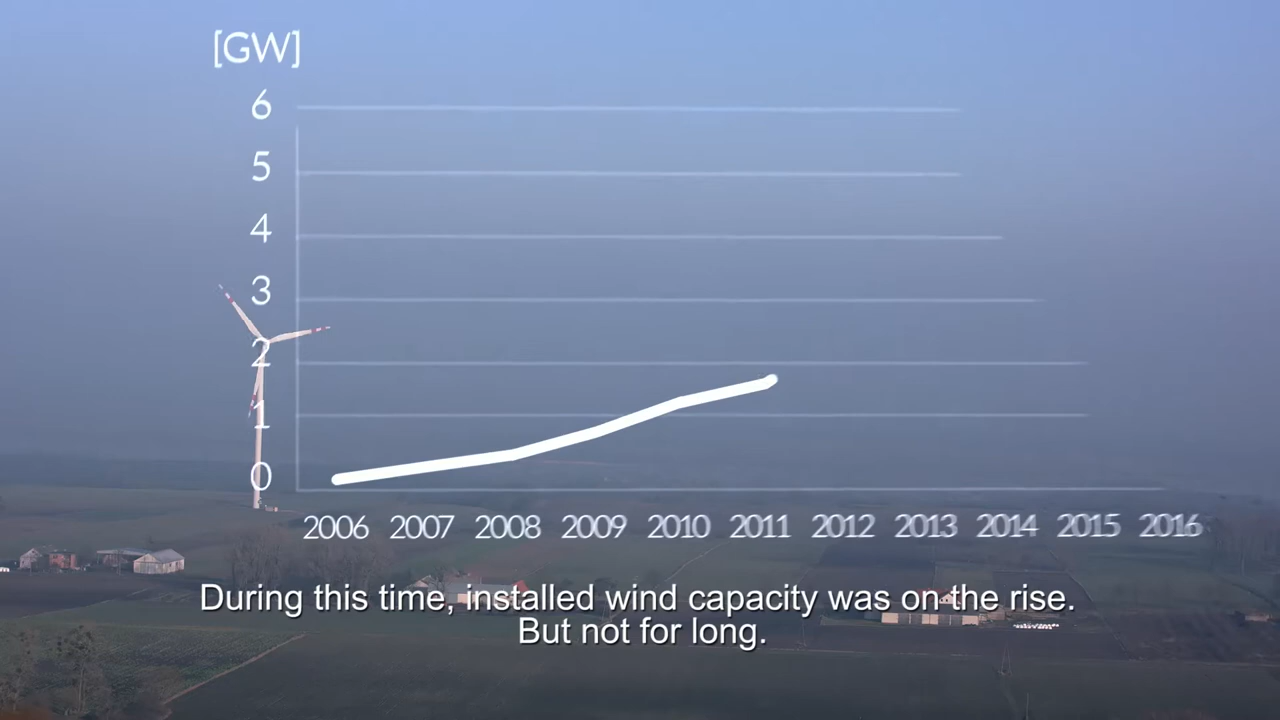 [GW]
6
5
4
3
2
1
0
2006 2007 2008 2009 2010 2011 2012 2013 2014 2015 2016
During this time, installed wind capacity was on the rise.
But not for long.